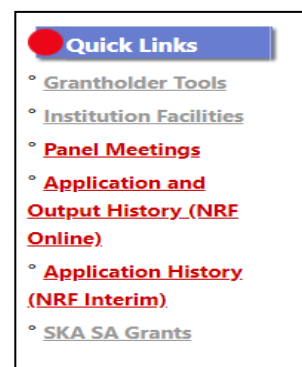 Quick Links
° Grantholder Tools
° Institution Facilities
° Panel Meetings
° Application and
Output History (NRF
Online)
° Application History
(NRF Interim)
° SKA SA Grants